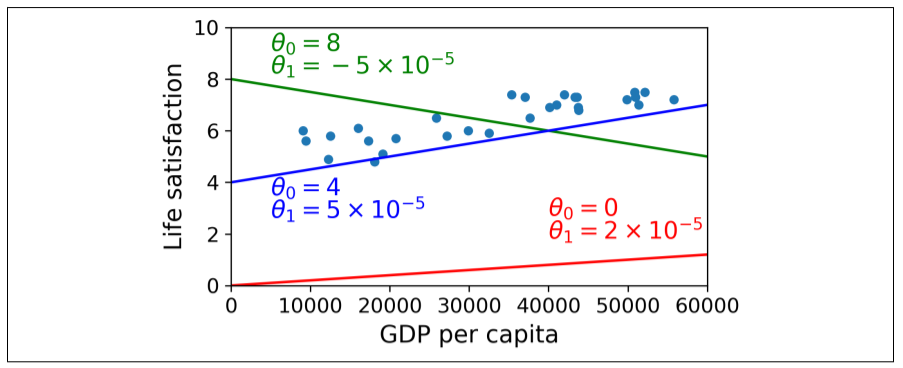 10
θ₀ = 8
θ₁ = − 5 × 10⁻⁵
8
6
4
θ₀ = 4
θ₁ = 5 × 10⁻⁵
θ₀ = 0
θ₁ = 2 × 10⁻⁵
2
0
Life satisfaction
0 10000 20000 30000 40000 50000 60000
GDP per capita